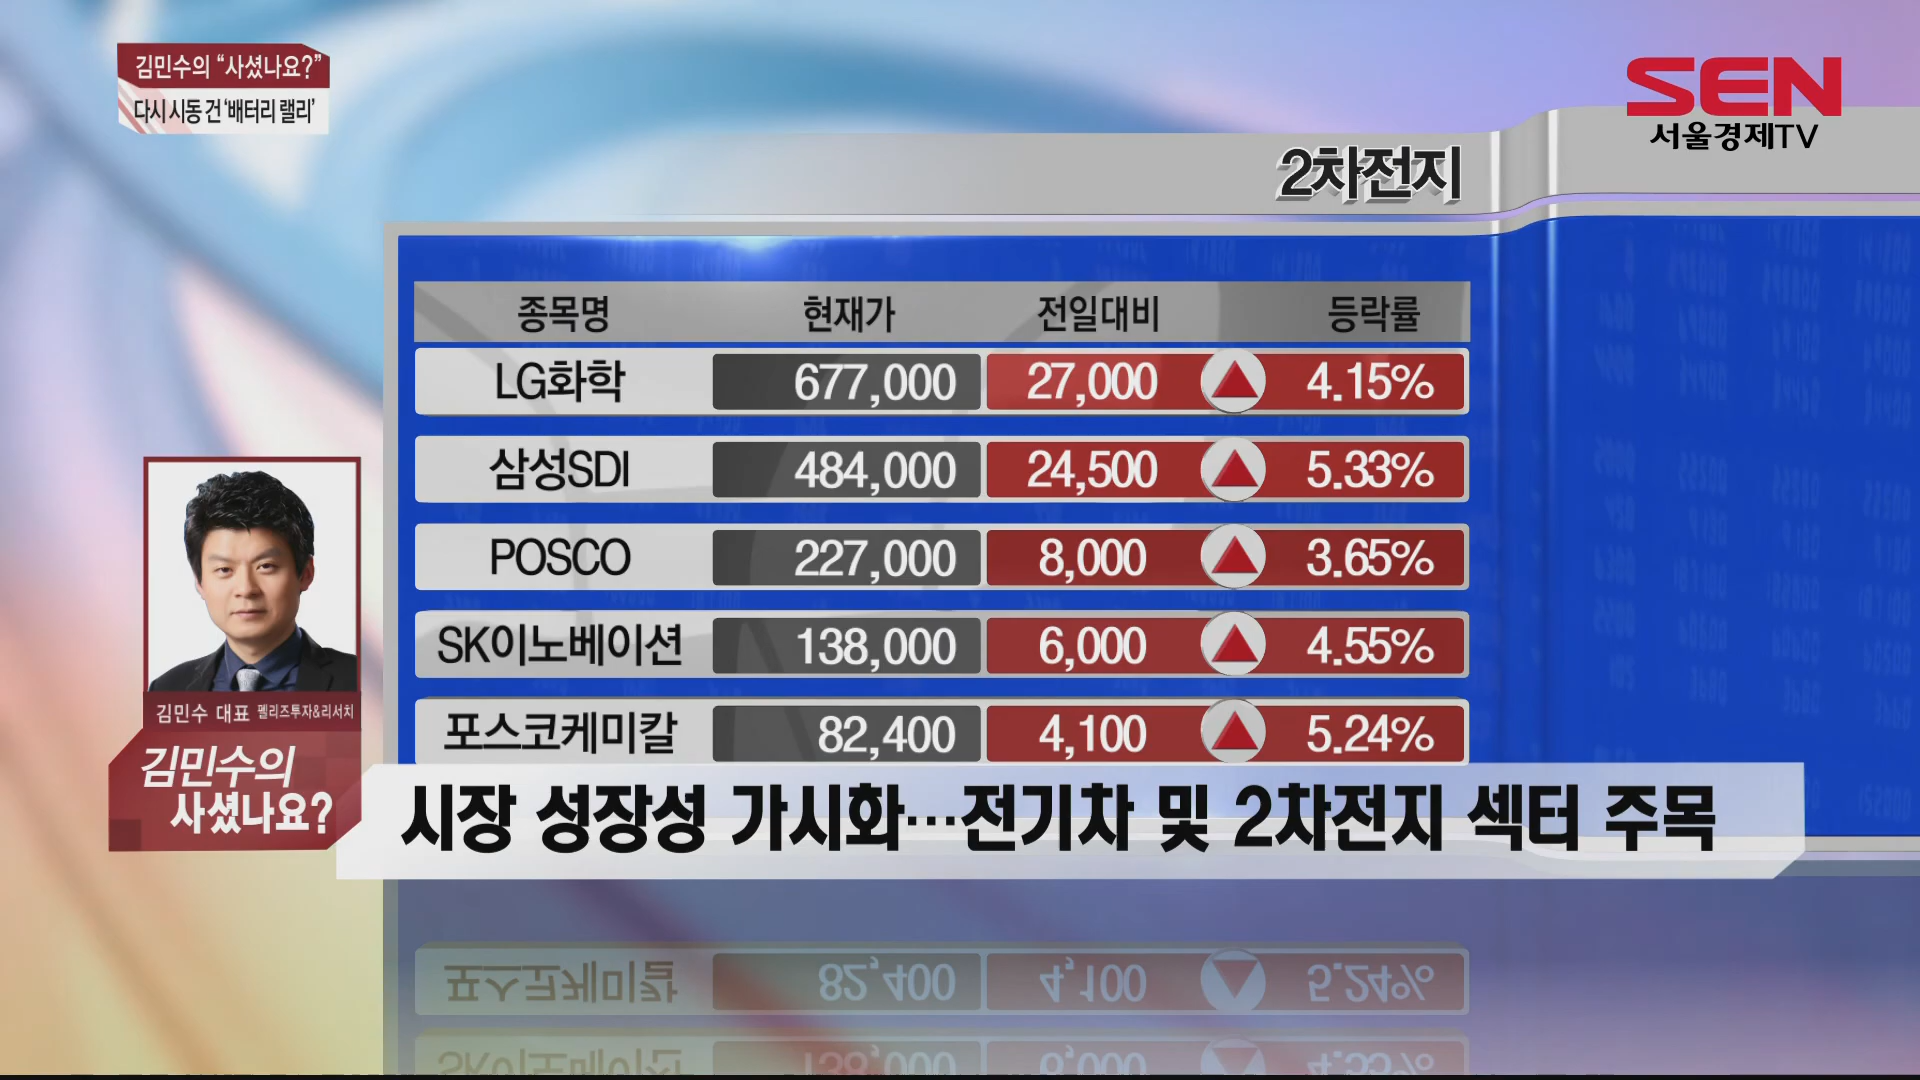 김민수의 “사셨나요?”
다시 시동 건 ‘배터리 랠리’
SEN
서울경제TV
2차전지
종목명 현재가 전일대비 등락률
LG화학 677,000 27,000 ▲ 4.15%
삼성SDI 484,000 24,500 ▲ 5.33%
POSCO 227,000 8,000 ▲ 3.65%
SK이노베이션 138,000 6,000 ▲ 4.55%
포스코케미칼 82,400 4,100 ▲ 5.24%
김민수 대표 펠리즈투자&리서치
김민수의
사셨나요?
시장 성장성 가시화…전기차 및 2차전지 섹터 주목